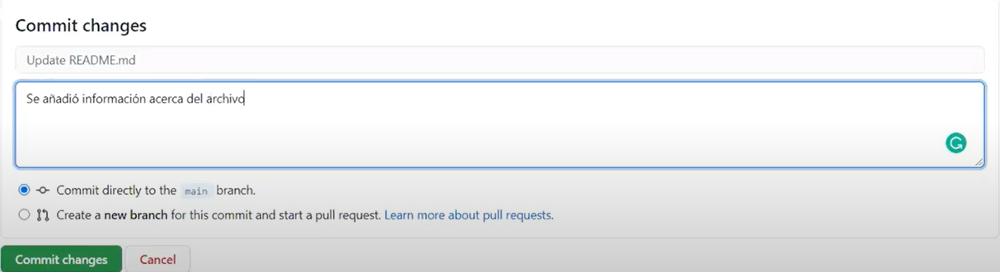 Commit changes
Update README.md
Se añadió información acerca del archivo
Commit directly to the main branch.
Create a new branch for this commit and start a pull request. Learn more about pull requests.
Commit changes Cancel